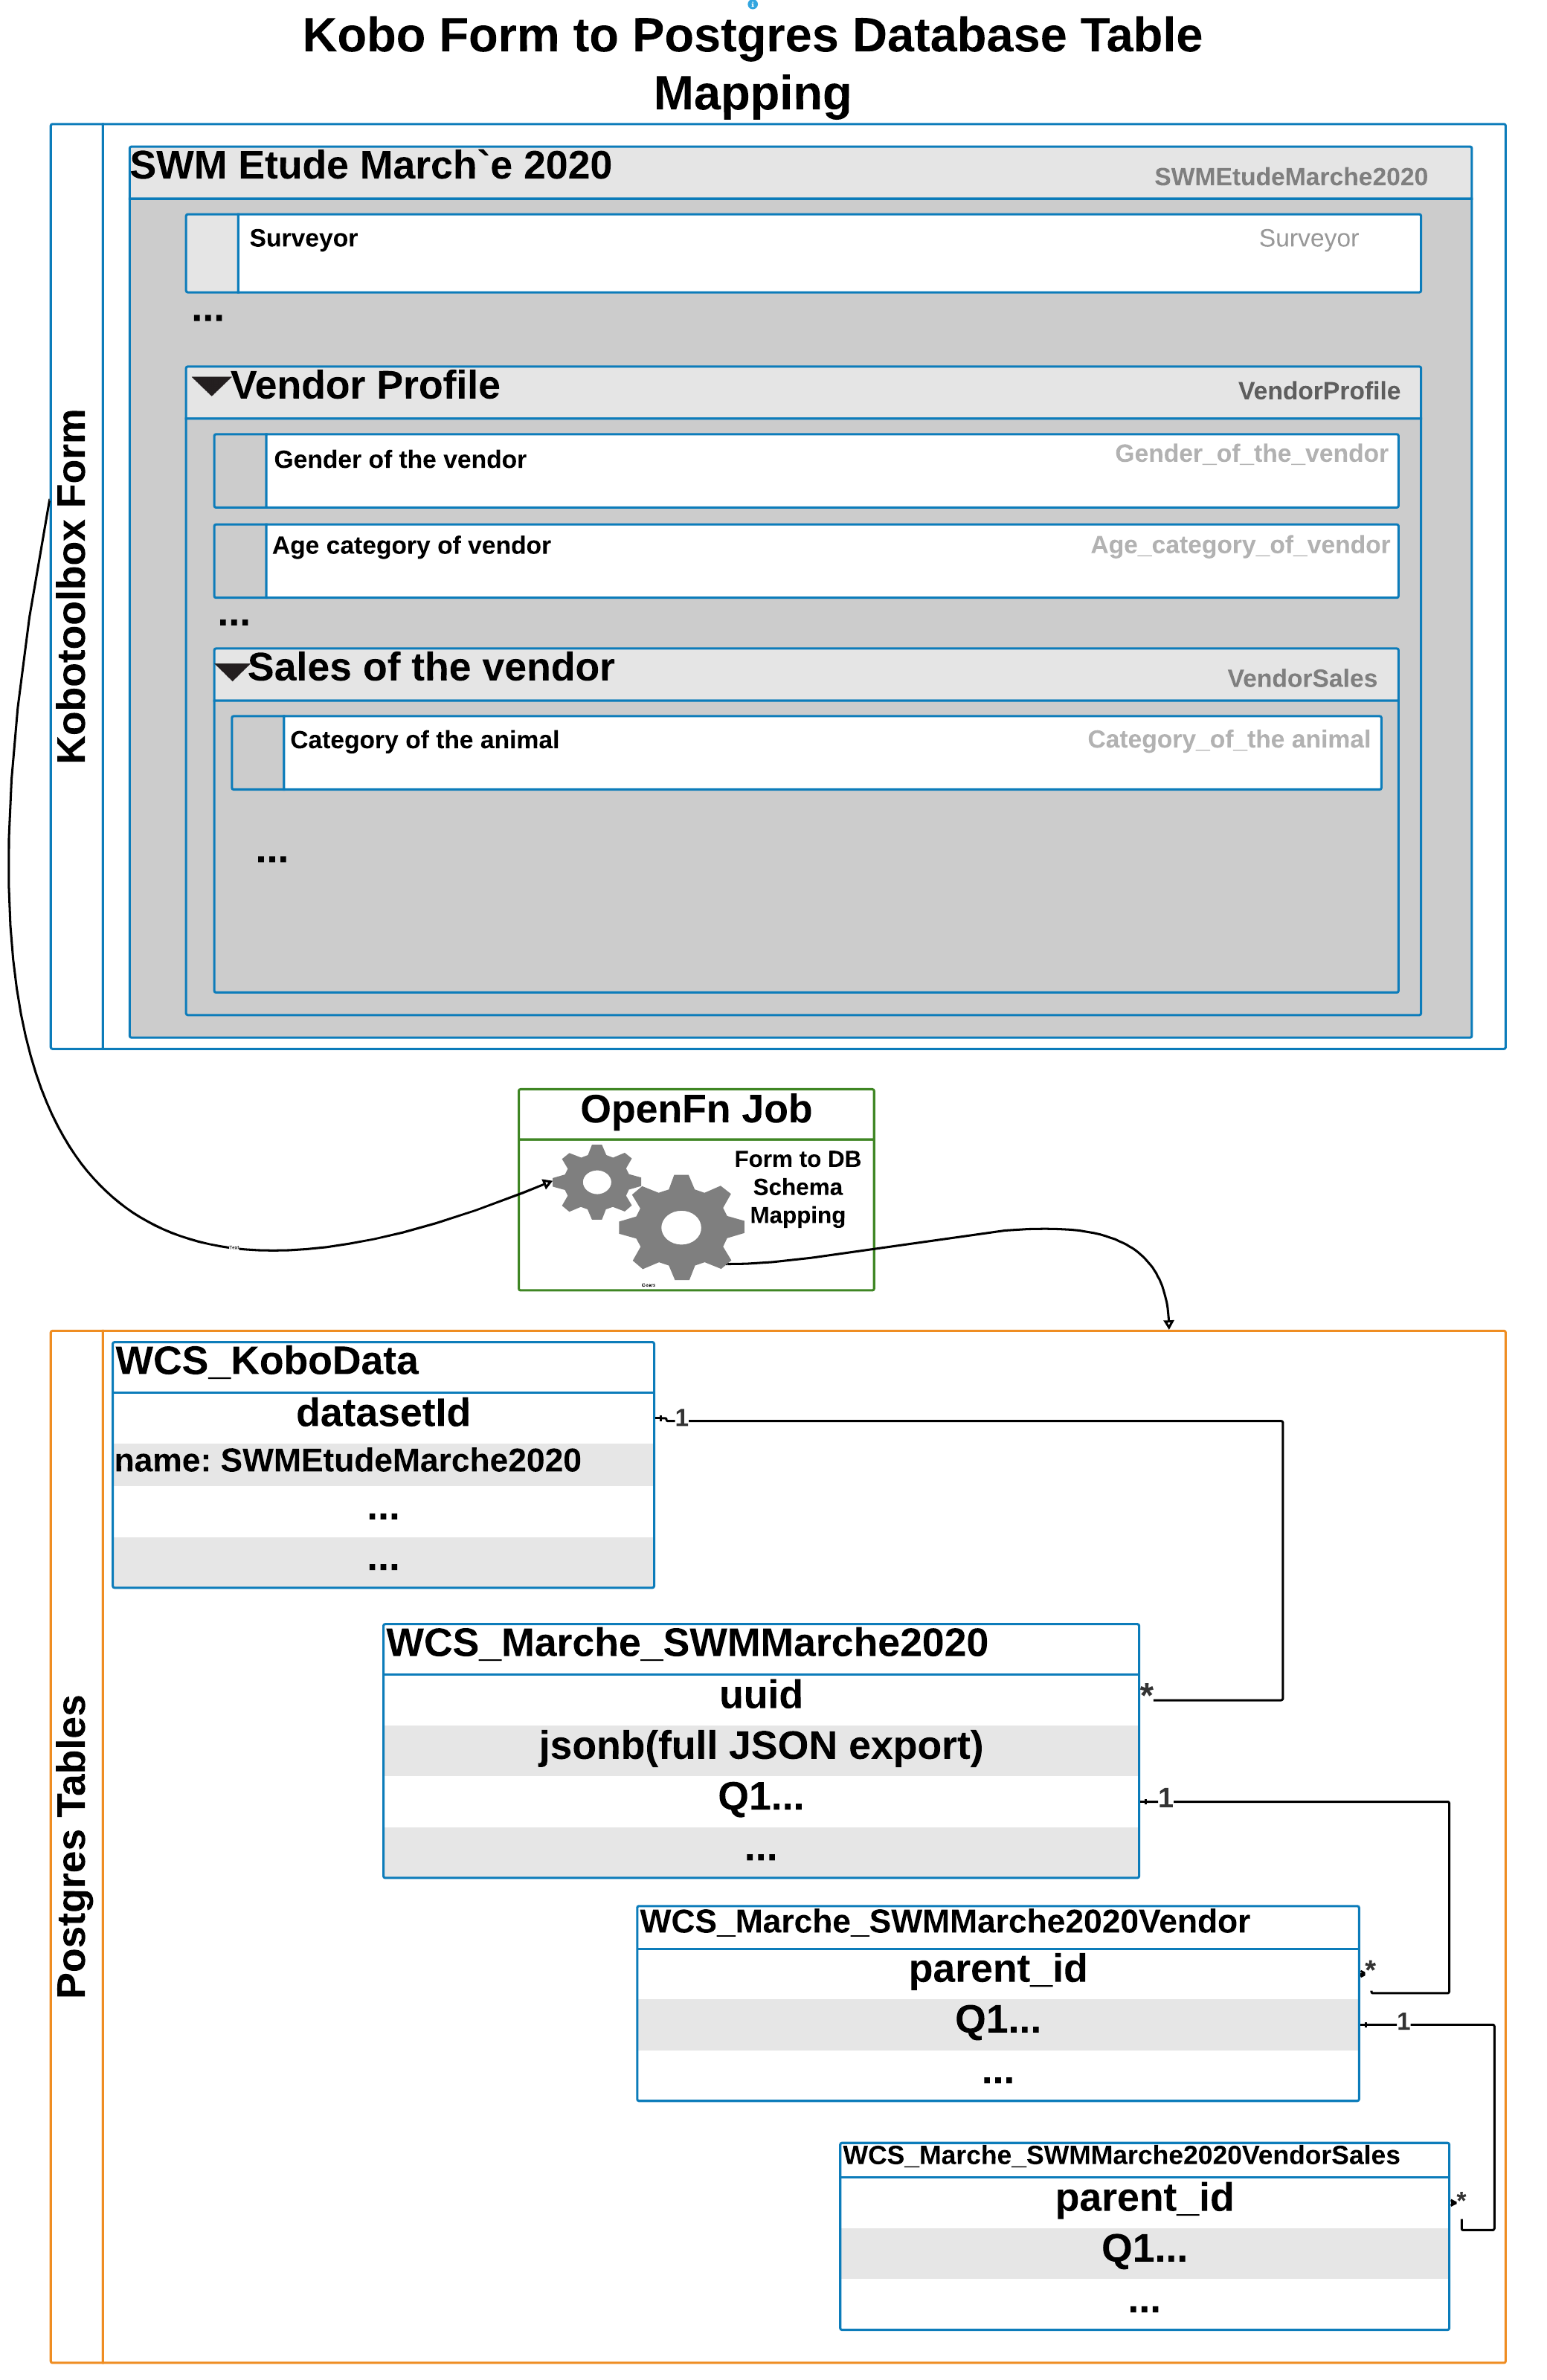 Kobo Form to Postgres Database Table
Mapping
Kobotoolbox Form
SWM Etude March`e 2020
SWMEtudeMarche2020
Surveyor
Surveyor
...
Vendor Profile
VendorProfile
Gender of the vendor
Gender_of_the_vendor
Age category of vendor
Age_category_of_vendor
...
Sales of the vendor
VendorSales
Category of the animal
Category_of_the animal
...
OpenFn Job
Form to DB
Schema
Mapping
Postgres Tables
WCS_KoboData
datasetId
1
name: SWMEtudeMarche2020
...
...
WCS_Marche_SWMMarche2020
uuid
*
jsonb(full JSON export)
Q1...
1
...
WCS_Marche_SWMMarche2020Vendor
parent_id
*
Q1...
1
...
WCS_Marche_SWMMarche2020VendorSales
parent_id
*
Q1...
...